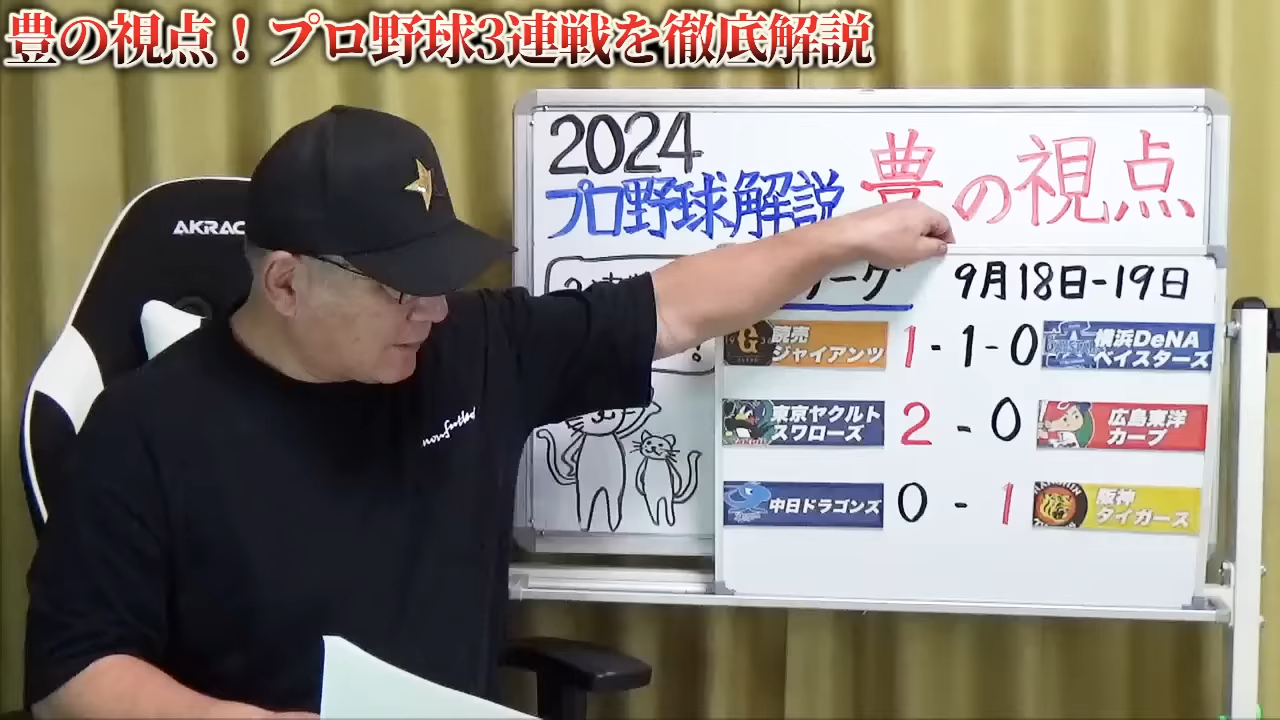 豊の視点！プロ野球3連戦を徹底解説
2024
プロ野球解説 豊の視点
AKRAC
リーグ 9月18日-19日
読売
ジャイアンツ
1-1-0
横浜DeNA
ベイスターズ
東京ヤクルト
スワローズ
2-0
広島東洋
カープ
中日ドラゴンズ
0-1
阪神
タイガース